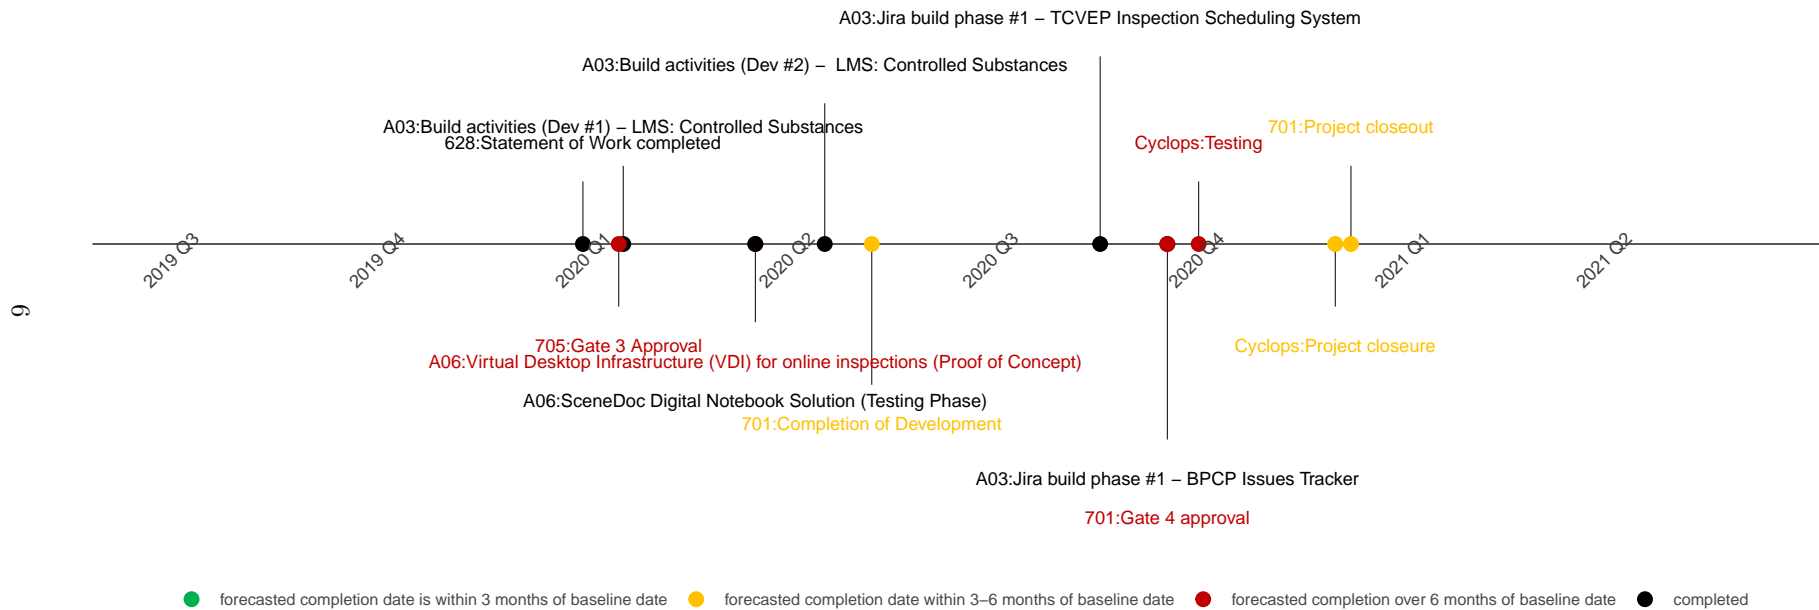 A03:Jira build phase #1 – TCVEP Inspection Scheduling System
A03:Build activities (Dev #2) – LMS: Controlled Substances
A03:Build activities (Dev #1) – LMS: Controlled Substances
701:Project closeout
628:Statement of Work completed
Cyclops:Testing
2019 Q3
2019 Q4
2020 Q1
2020 Q2
2020 Q3
2020 Q4
2021 Q1
2021 Q2
6
705:Gate 3 Approval
Cyclops:Project closeure
A06:Virtual Desktop Infrastructure (VDI) for online inspections (Proof of Concept)
A06:SceneDoc Digital Notebook Solution (Testing Phase)
701:Completion of Development
A03:Jira build phase #1 – BPCP Issues Tracker
701:Gate 4 approval
forecasted completion date is within 3 months of baseline date
forecasted completion date within 3–6 months of baseline date
forecasted completion over 6 months of baseline date
completed